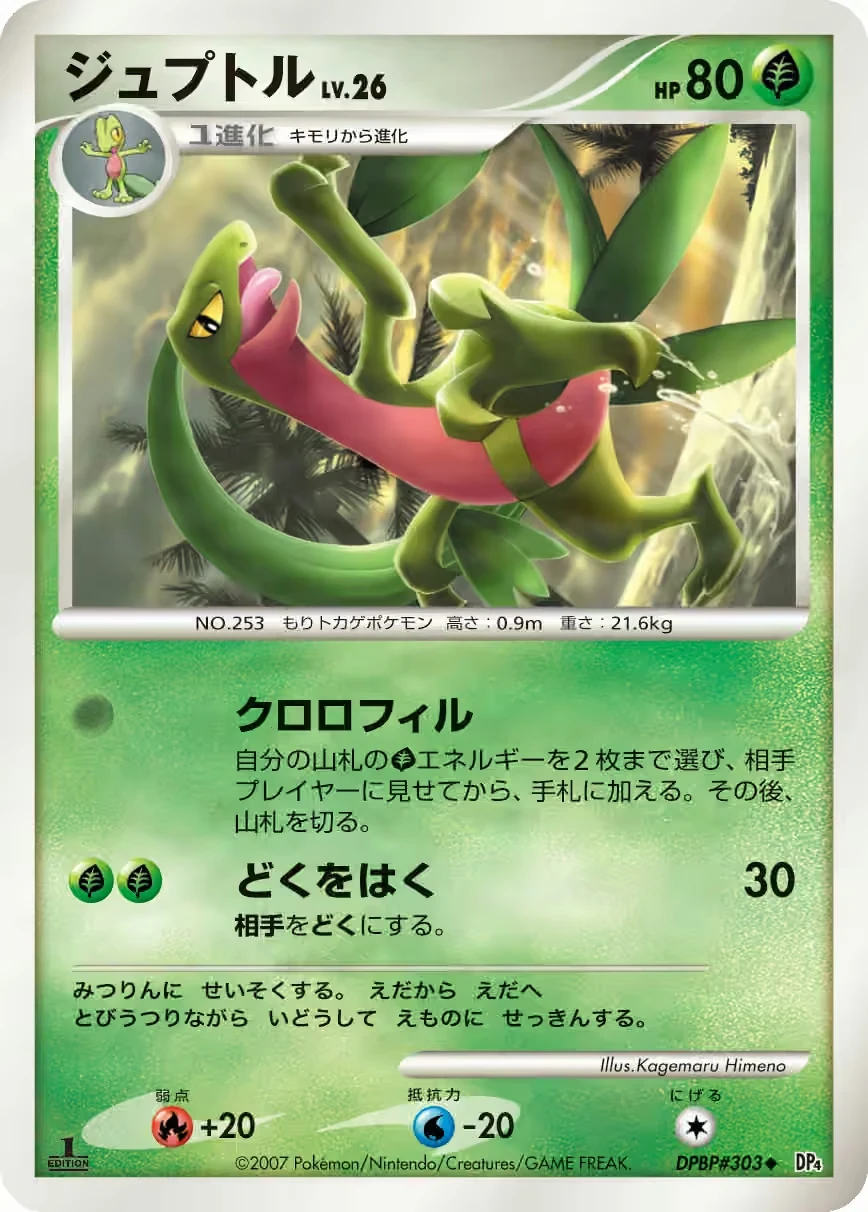 ジュプトル LV.26 HP 80
1進化 キモリから進化
NO.253 もりトカゲポケモン 高さ：0.9m 重さ：21.6kg
クロロフィル
自分の山札のエネルギーを2枚まで選び、相手
プレイヤーに見せてから、手札に加える。その後、
山札を切る。
どくをはく 30
相手をどくにする。
みつりんに せいそくする。 えだから えだへ
とびうつりながら いどうして えものに せっきんする。
Illus.Kagemaru Himeno
弱点 抵抗力 にげる
+20 -20
1 EDITION ©2007 Pokémon/Nintendo/Creatures/GAME FREAK. DPBP#303◆ DP4